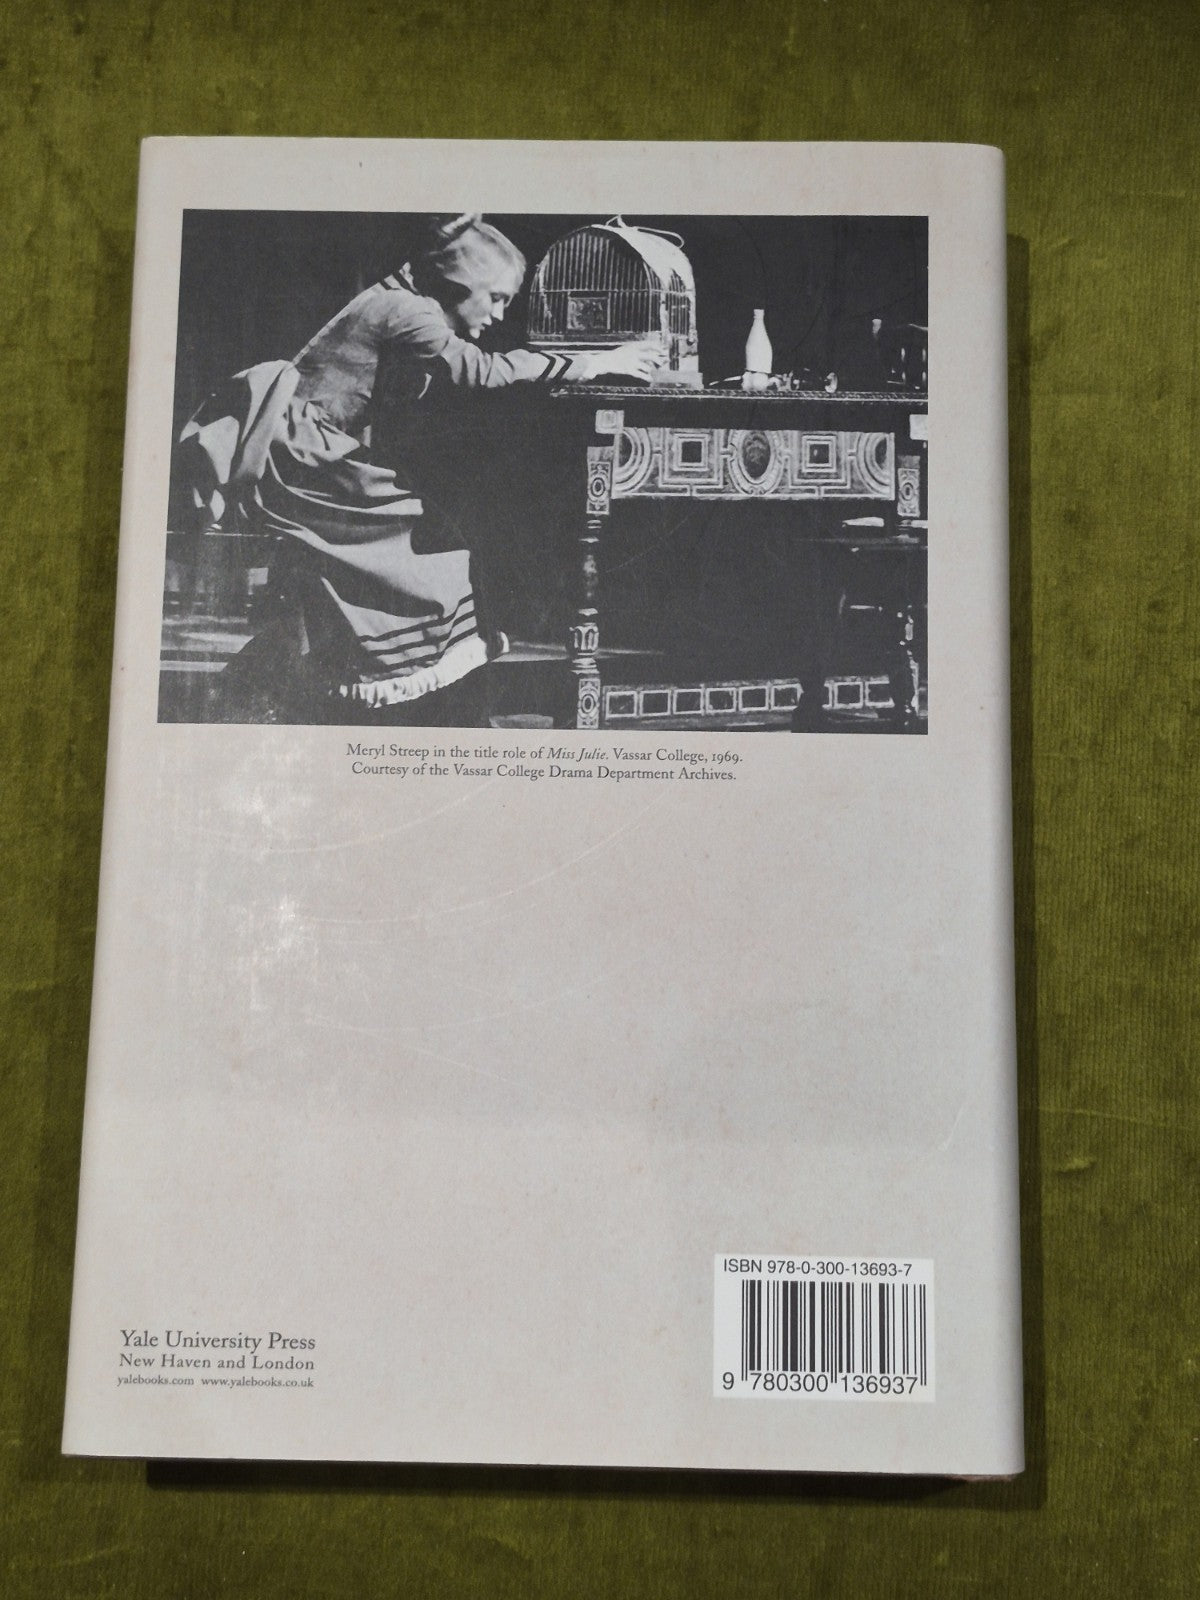 Meryl Streep in the title role of Miss Julie. Vassar College, 1969.
Courtesy of the Vassar College Drama Department Archives.
Yale University Press
New Haven and London
yalebooks.com www.yalebooks.co.uk
ISBN 978-0-300-13693-7
9 780300 136937